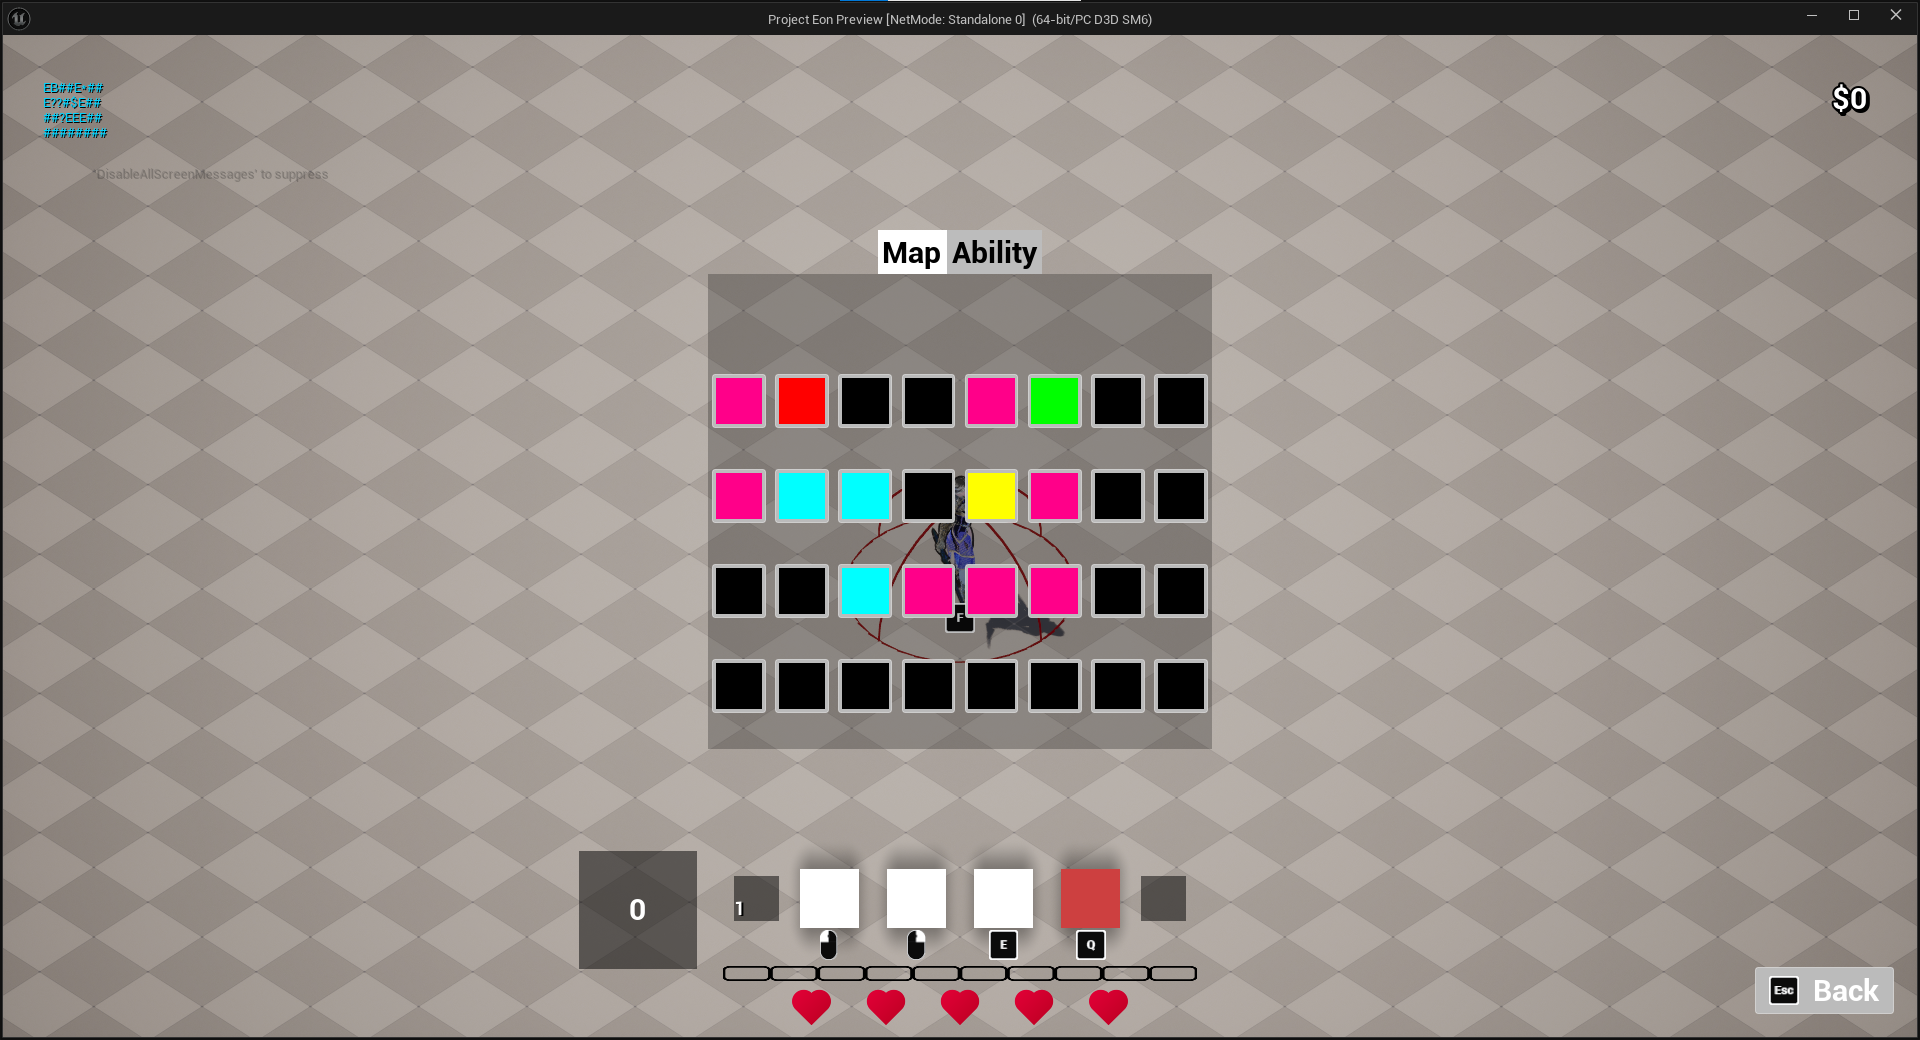 Project Eon Preview [NetMode: Standalone 0] (64-bit/PC D3D SM6)
EB##E*##
E??#$E##
##?EEE##
########
$0
'DisableAllScreenMessages' to suppress
Map Ability
F
0
1
E
Q
Esc Back